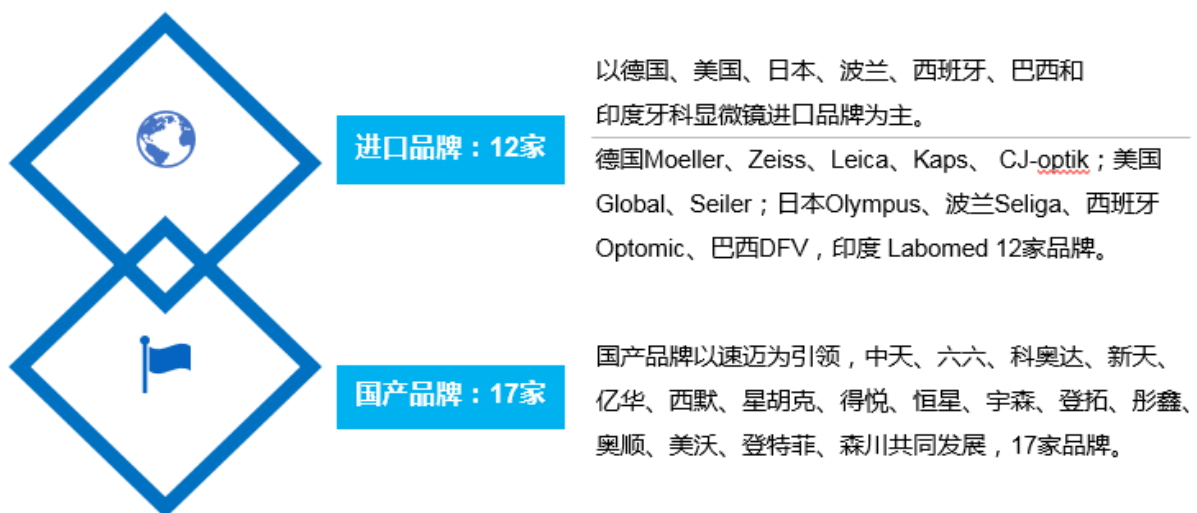 进口品牌：12家
以德国、美国、日本、波兰、西班牙、巴西和
印度牙科显微镜进口品牌为主。
德国Moeller、Zeiss、Leica、Kaps、 CJ-optik；美国
Global、Seiler；日本Olympus、波兰Seliga、西班牙
Optomic、巴西DFV，印度 Labomed 12家品牌。
国产品牌：17家
国产品牌以速迈为引领，中天、六六、科奥达、新天、
亿华、西默、星胡克、得悦、恒星、宇森、登拓、彤鑫、
奥顺、美沃、登特菲、森川共同发展，17家品牌。